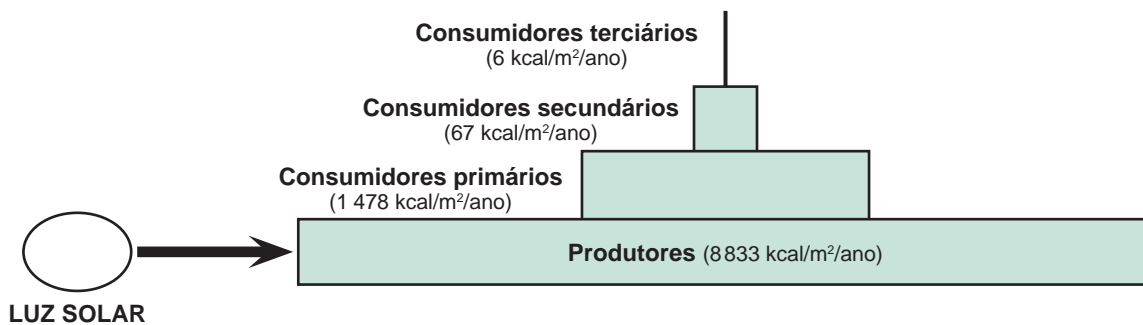 Consumidores terciários
(6 kcal/m²/ano)
Consumidores secundários
(67 kcal/m²/ano)
Consumidores primários
(1 478 kcal/m²/ano)
Produtores (8 833 kcal/m²/ano)
LUZ SOLAR